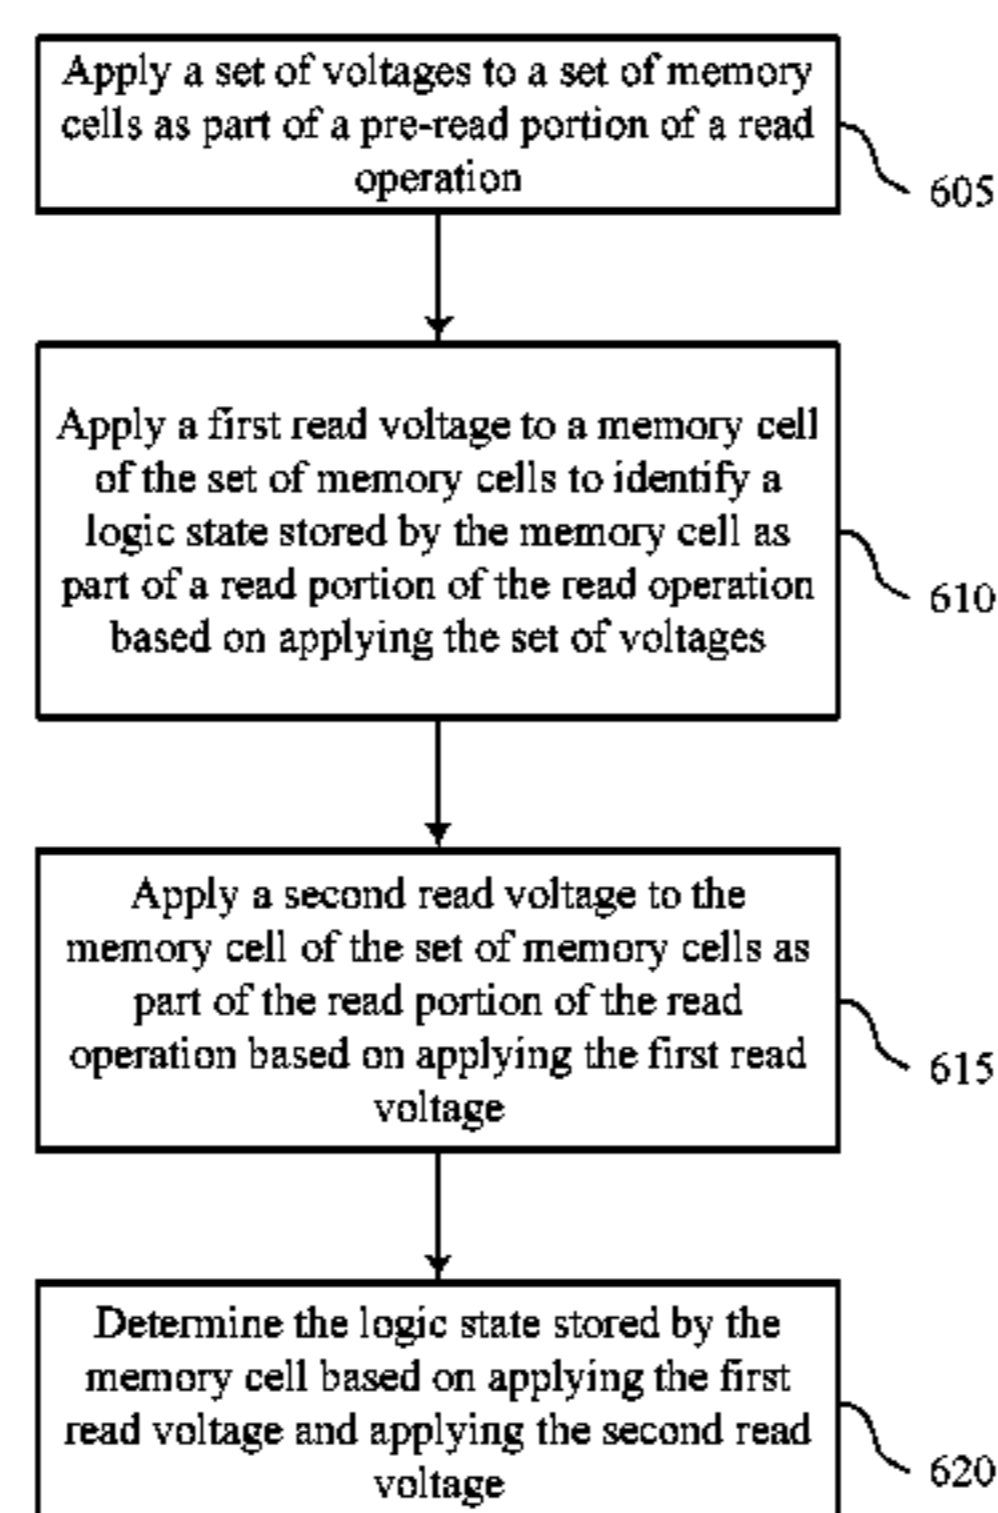 Apply a set of voltages to a set of memory
cells as part of a pre-read portion of a read
operation
605
Apply a first read voltage to a memory cell
of the set of memory cells to identify a
logic state stored by the memory cell as
part of a read portion of the read operation
based on applying the set of voltages
610
Apply a second read voltage to the
memory cell of the set of memory cells as
part of the read portion of the read
operation based on applying the first read
voltage
615
Determine the logic state stored by the
memory cell based on applying the first
read voltage and applying the second read
voltage
620